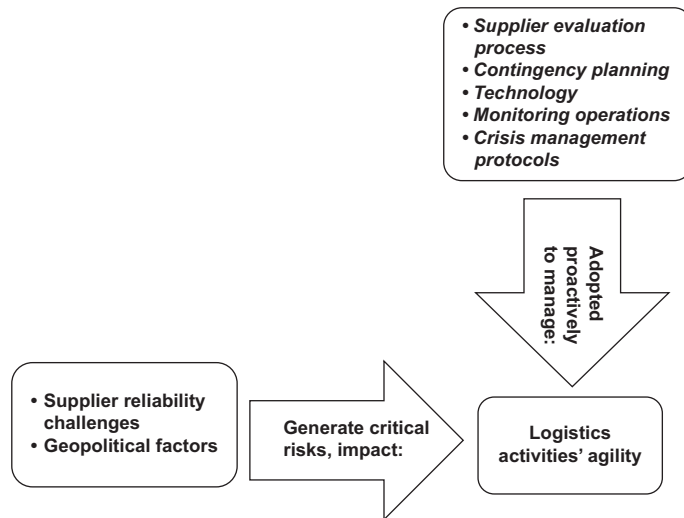 • Supplier evaluation
process
• Contingency planning
• Technology
• Monitoring operations
• Crisis management
protocols
Adopted
proactively
to manage:
• Supplier reliability
challenges
• Geopolitical factors
Generate critical
risks, impact:
Logistics
activities’ agility